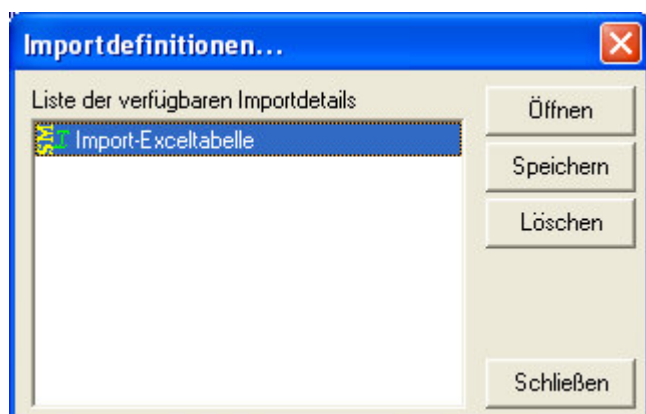 Importdefinitionen...
Liste der verfügbaren Importdetails
Import-Exceltabelle
Öffnen
Speichern
Löschen
Schließen